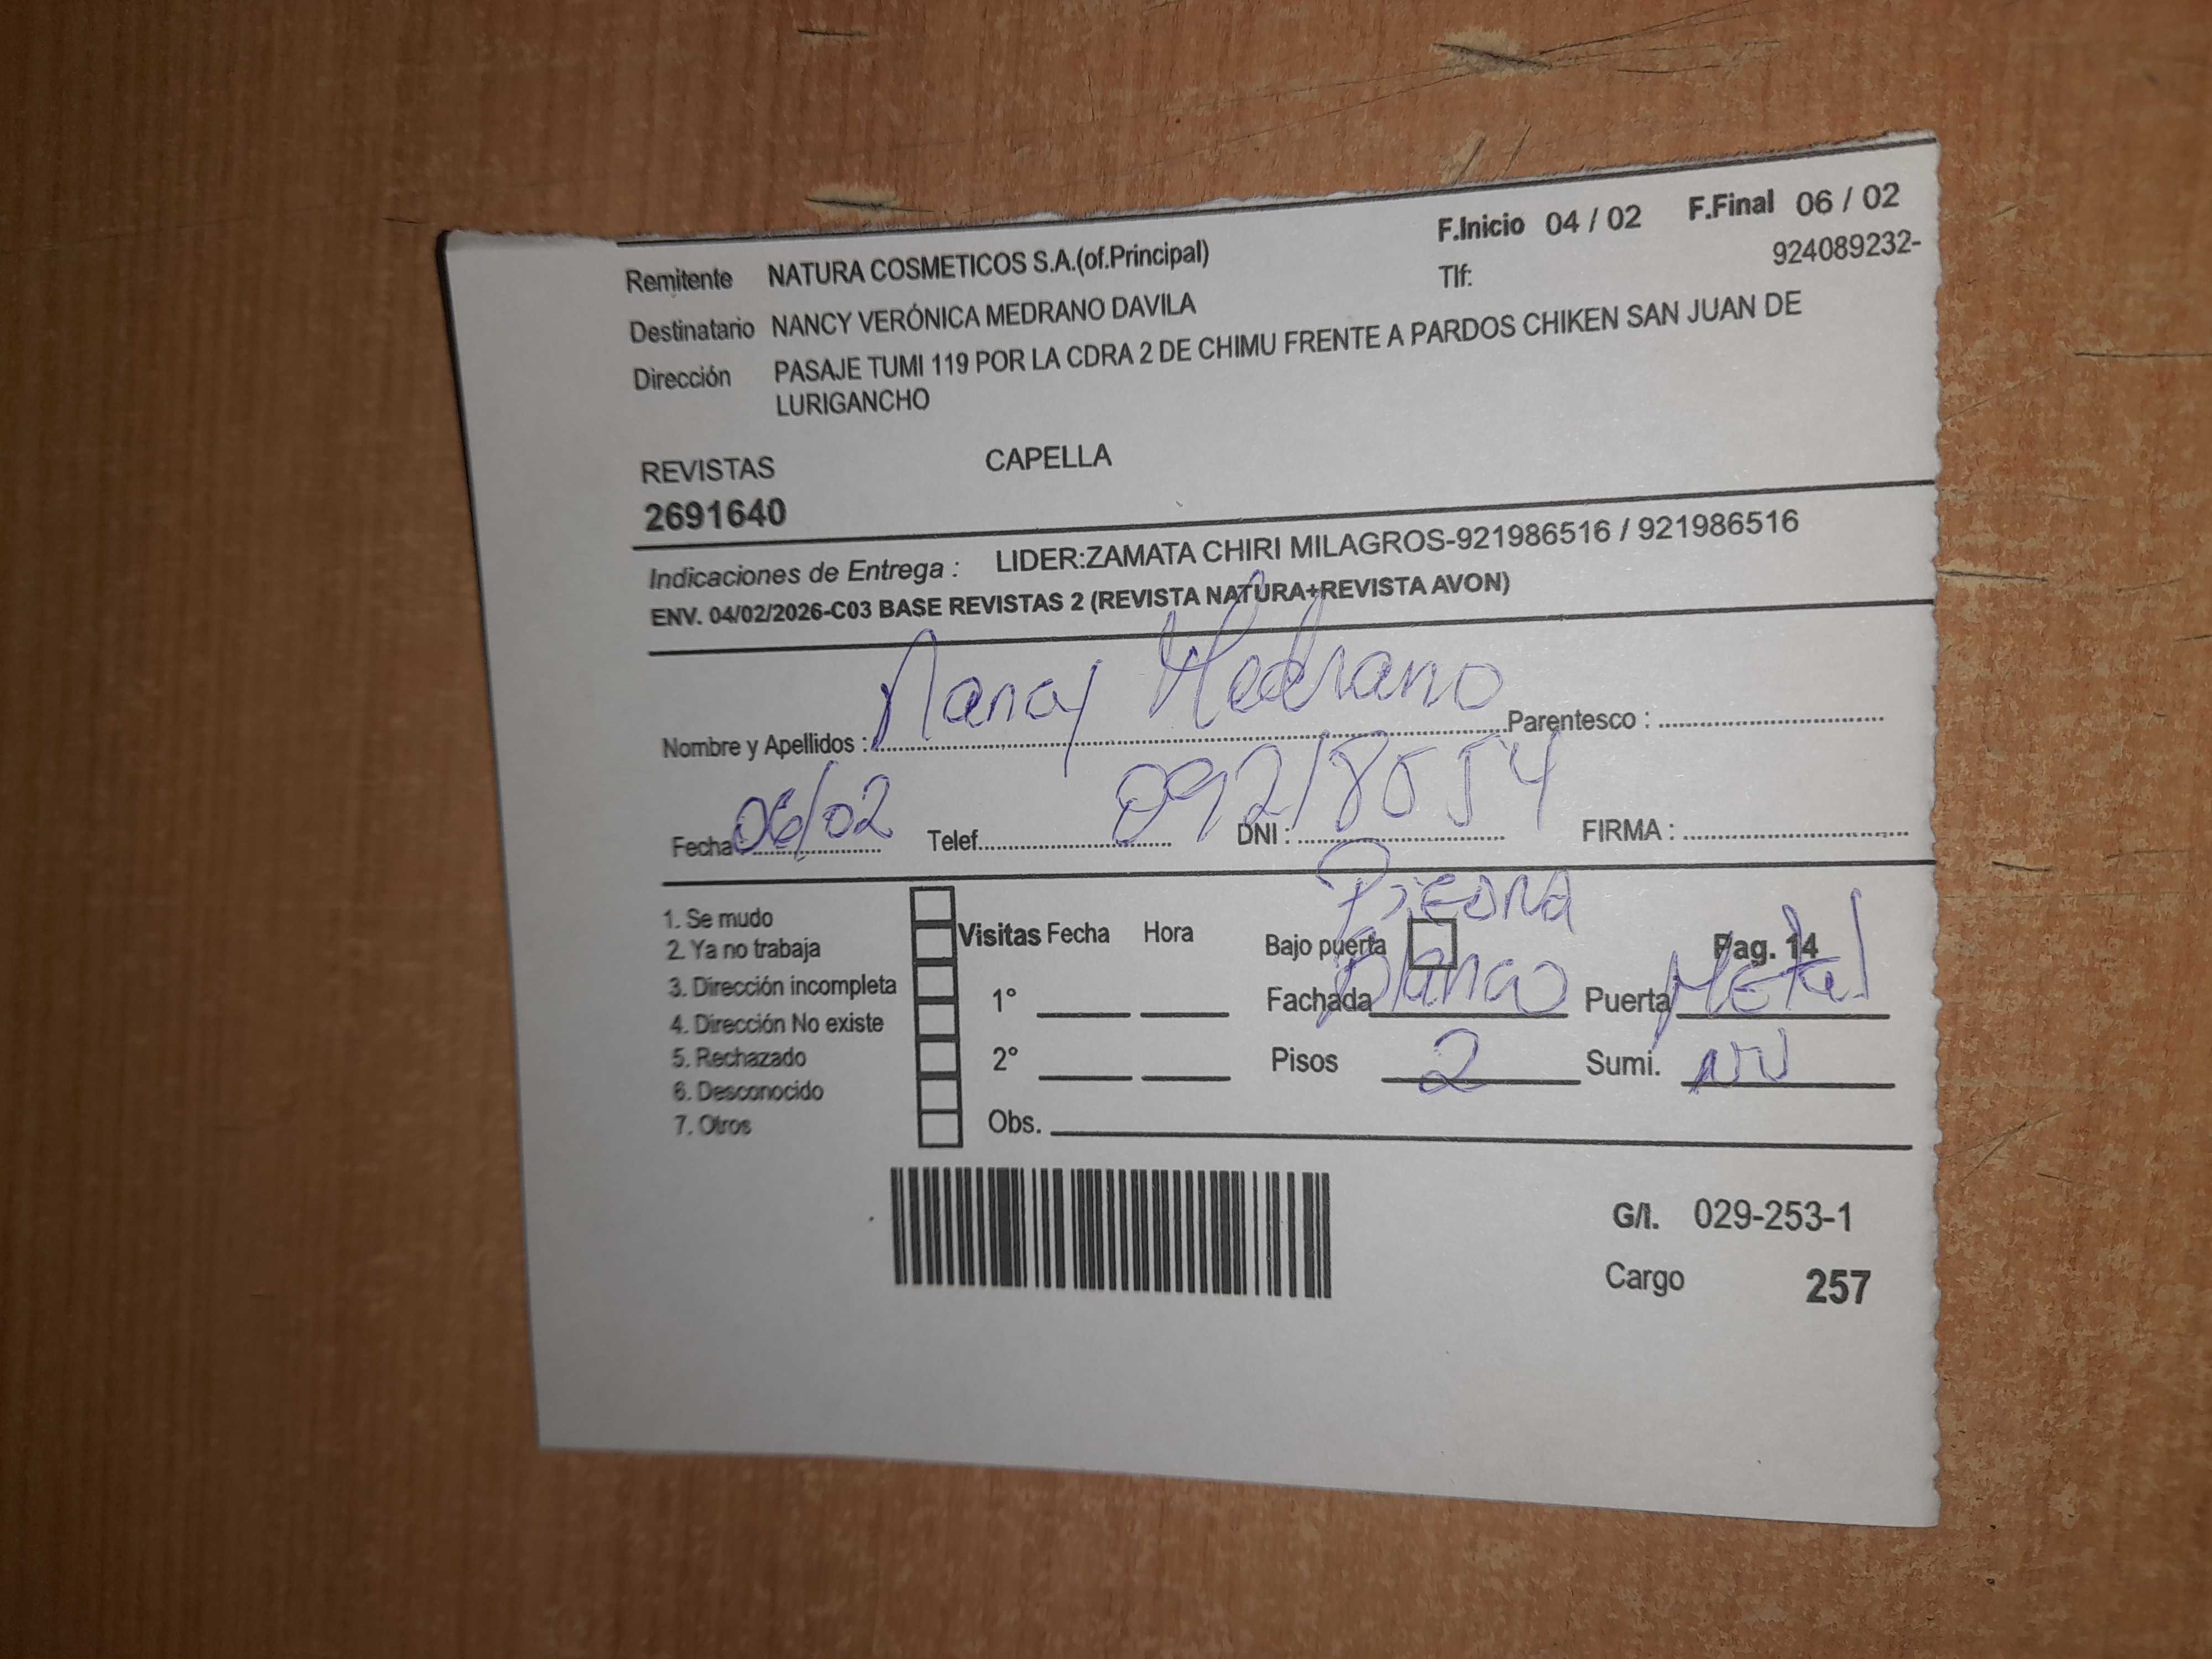 F.Inicio 04 / 02 F.Final 06 / 02
Remitente NATURA COSMETICOS S.A.(of.Principal) Tlf: 924089232-
Destinatario NANCY VERÓNICA MEDRANO DAVILA
Dirección PASAJE TUMI 119 POR LA CDRA 2 DE CHIMU FRENTE A PARDOS CHIKEN SAN JUAN DE
LURIGANCHO
REVISTAS CAPELLA
2691640
Indicaciones de Entrega : LIDER:ZAMATA CHIRI MILAGROS-921986516 / 921986516
ENV. 04/02/2026-C03 BASE REVISTAS 2 (REVISTA NATURA+REVISTA AVON)
Nombre y Apellidos : Nancy Medrano Parentesco :
Fecha 06/02 Telef. DNI : 09218554 FIRMA :
1. Se mudo
2. Ya no trabaja
3. Dirección incompleta
4. Dirección No existe
5. Rechazado
6. Desconocido
7. Otros
Visitas Fecha Hora
1°
2°
Obs.
Piedra
Bajo puerta Pag. 14
Fachada blanco Puerta Metal
Pisos 2 Sumi.
G/I. 029-253-1
Cargo 257